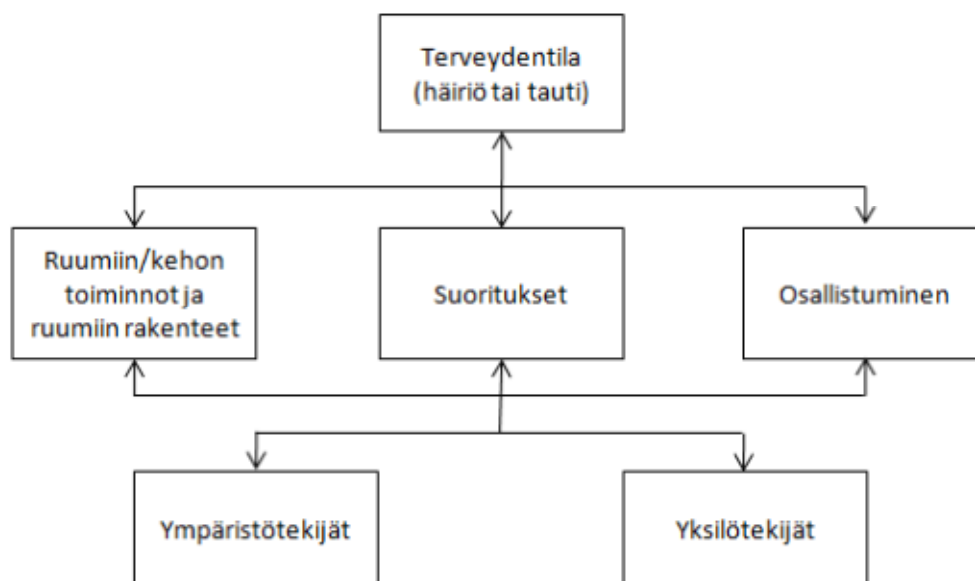 Terveydentila
(häiriö tai tauti)
Ruumiin/kehon
toiminnot ja
ruumiin rakenteet
Suoritukset
Osallistuminen
Ympäristötekijät
Yksilötekijät